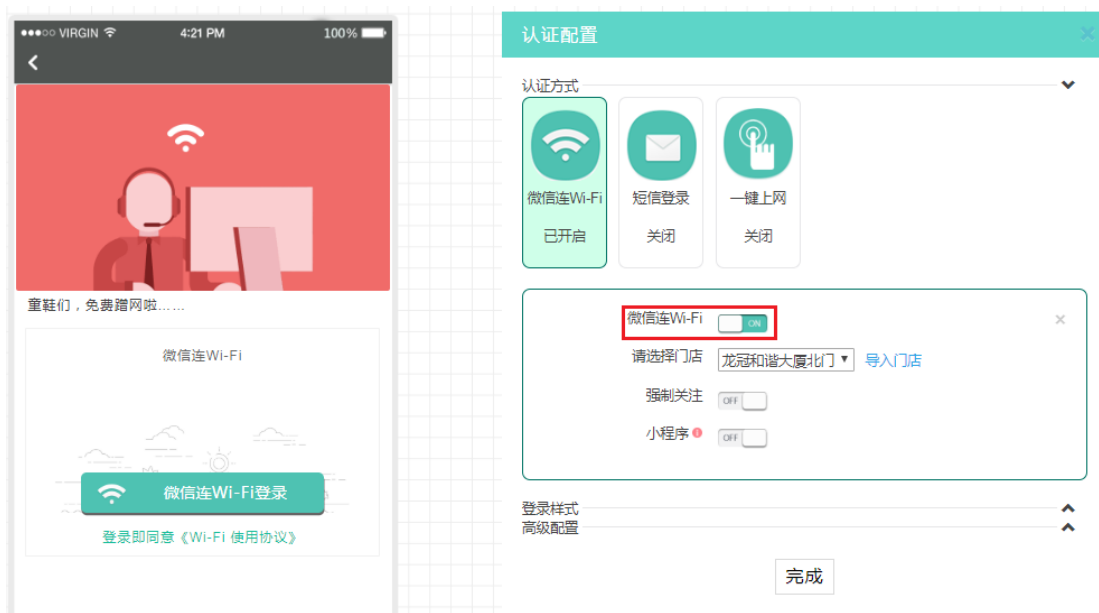 VIRGIN
4:21 PM
100%
童鞋们，免费蹭网啦……
微信连Wi-Fi
微信连Wi-Fi登录
登录即同意《Wi-Fi 使用协议》
认证配置
认证方式
微信连Wi-Fi
已开启
短信登录
关闭
一键上网
关闭
微信连Wi-Fi
ON
请选择门店
龙冠和谐大厦北门
导入门店
强制关注
OFF
小程序
OFF
登录样式
高级配置
完成